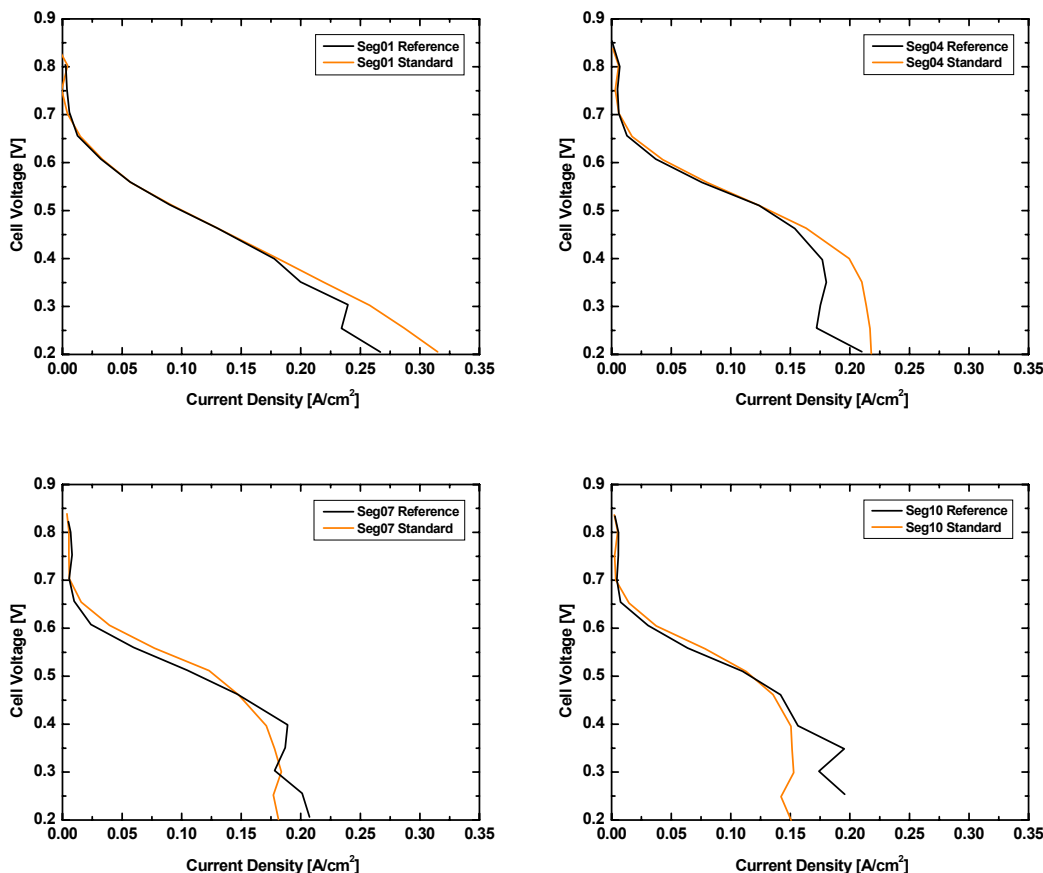 0.9
0.8
0.7
0.6
0.5
0.4
0.3
0.2
Cell Voltage [V]
Seg01 Reference
Seg01 Standard
0.00 0.05 0.10 0.15 0.20 0.25 0.30 0.35
Current Density [A/cm²]
0.9
0.8
0.7
0.6
0.5
0.4
0.3
0.2
Cell Voltage [V]
Seg04 Reference
Seg04 Standard
0.00 0.05 0.10 0.15 0.20 0.25 0.30 0.35
Current Density [A/cm²]
0.9
0.8
0.7
0.6
0.5
0.4
0.3
0.2
Cell Voltage [V]
Seg07 Reference
Seg07 Standard
0.00 0.05 0.10 0.15 0.20 0.25 0.30 0.35
Current Density [A/cm²]
0.9
0.8
0.7
0.6
0.5
0.4
0.3
0.2
Cell Voltage [V]
Seg10 Reference
Seg10 Standard
0.00 0.05 0.10 0.15 0.20 0.25 0.30 0.35
Current Density [A/cm²]